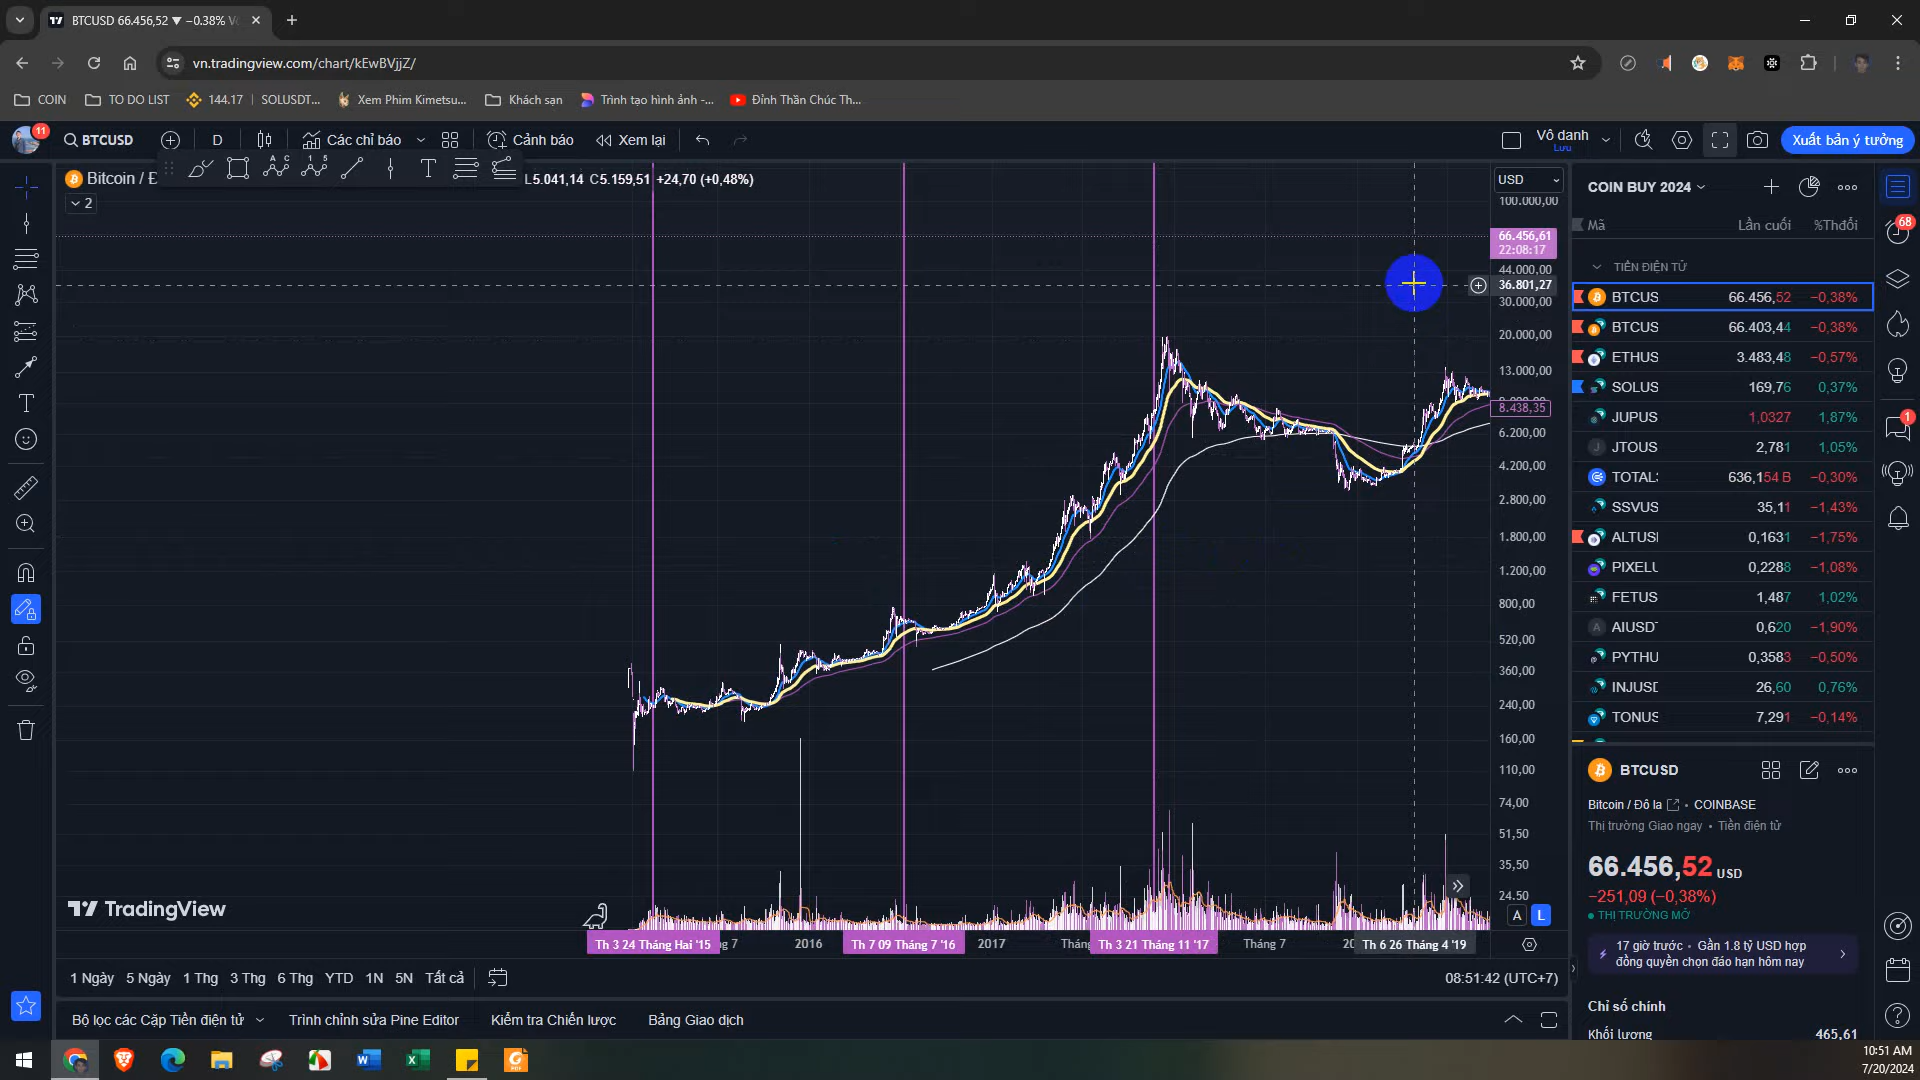 BTCUSD 66.456,52 ▼ −0.38%
vn.tradingview.com/chart/kEwBVjjZ/
COIN
TO DO LIST
144.17 | SOLUSDT...
Xem Phim Kimetsu...
Khách sạn
Trình tạo hình ảnh -...
Đỉnh Thần Chúc Th...
11
BTCUSD
D
Các chỉ báo
Cảnh báo
Xem lại
Vô danh
Lưu
Xuất bản ý tưởng
Bitcoin /
L5.041,14 C5.159,51 +24,70 (+0,48%)
2
USD
100.000,00
66.456,61
22:08:17
44.000,00
36.801,27
30.000,00
20.000,00
13.000,00
8.438,35
6.200,00
4.200,00
2.800,00
1.800,00
1.200,00
800,00
520,00
360,00
240,00
160,00
110,00
74,00
51,50
35,50
24,50
A L
TradingView
Th 3 24 Tháng Hai '15
2016
Th 7 09 Tháng 7 '16
2017
Th 3 21 Tháng 11 '17
Tháng 7
Th 6 26 Tháng 4 '19
1 Ngày 5 Ngày 1 Thg 3 Thg 6 Thg YTD 1N 5N Tất cả
08:51:42 (UTC+7)
Bộ lọc các Cặp Tiền điện tử
Trình chỉnh sửa Pine Editor
Kiểm tra Chiến lược
Bảng Giao dịch
COIN BUY 2024
Mã Lần cuối %Thđổi
TIỀN ĐIỆN TỬ
BTCUS 66.456,52 −0,38%
BTCUS 66.403,44 −0,38%
ETHUS 3.483,48 −0,57%
SOLUS 169,76 0,37%
JUPUS 1,0327 1,87%
JTOUS 2,781 1,05%
TOTAL 636,154 B −0,30%
SSVUS 35,11 −1,43%
ALTUS 0,1631 −1,75%
PIXEL 0,2288 −1,08%
FETUS 1,487 1,02%
AIUSD 0,620 −1,90%
PYTHU 0,3583 −0,50%
INJUSD 26,60 0,76%
TONUS 7,291 −0,14%
BTCUSD
Bitcoin / Đô la • COINBASE
Thị trường Giao ngay • Tiền điện tử
66.456,52 USD
−251,09 (−0,38%)
THỊ TRƯỜNG MỞ
17 giờ trước • Gần 1.8 tỷ USD hợp
đồng quyền chọn đáo hạn hôm nay
Chỉ số chính
Khối lượng 465,61
68
1
10:51 AM
7/20/2024